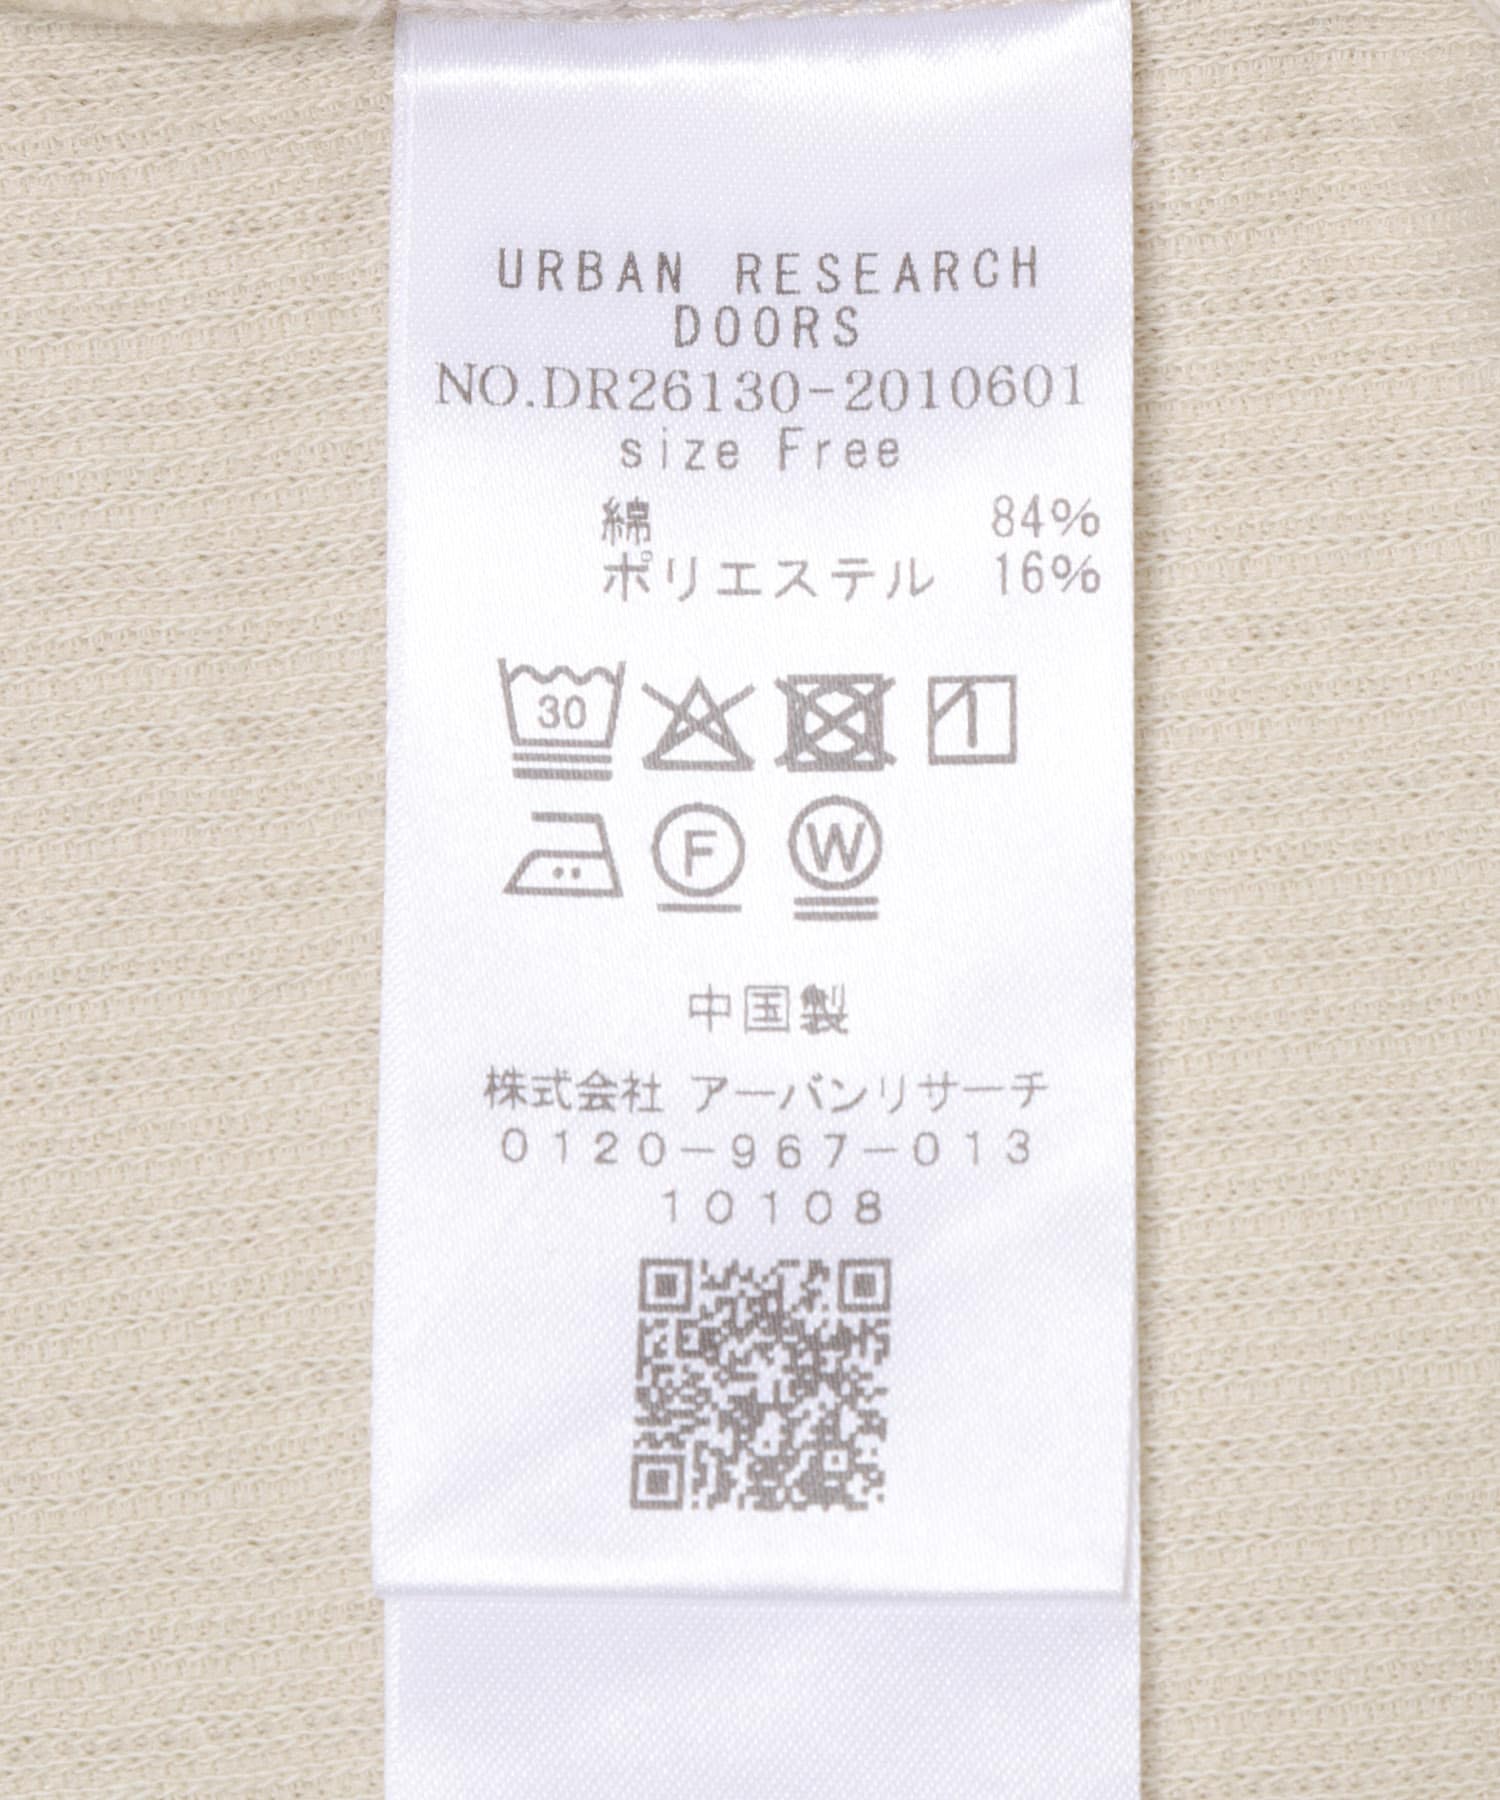 URBAN RESEARCH
DOORS
NO.DR26130-2010601
size Free
綿 84%
ポリエステル 16%
30
F W
中国製
株式会社 アーバンリサーチ
0120-967-013
10108